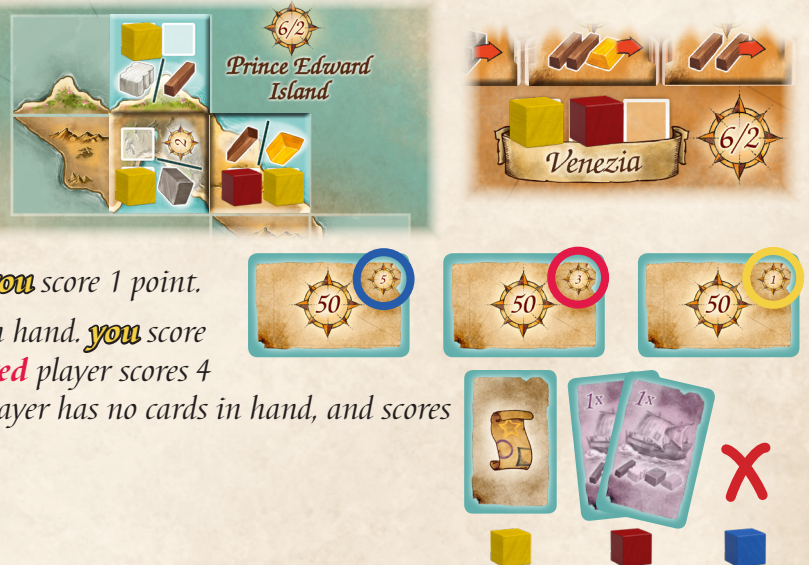 6/2
Prince Edward
Island
2
Venezia
6/2
you score 1 point.
n hand. you score
ed player scores 4
ayer has no cards in hand, and scores
50
5
50
3
50
1
1x
1x